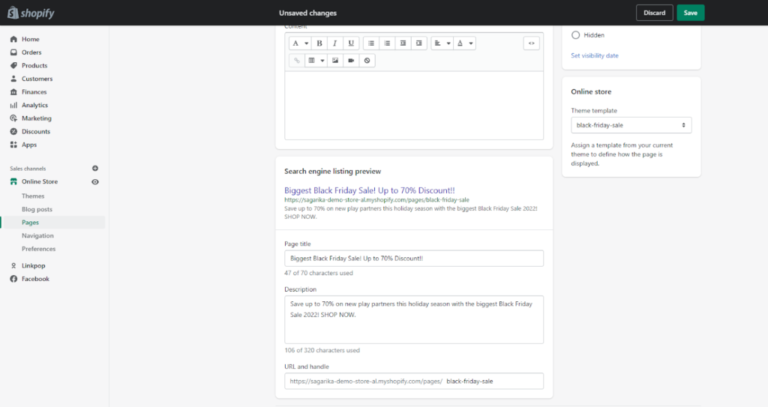 shopify
Unsaved changes
Discard
Save
Home
Orders
Products
Customers
Finances
Analytics
Marketing
Discounts
Apps
Sales channels
Online Store
Themes
Blog posts
Pages
Navigation
Preferences
Linkpop
Facebook
Content
A B I U A <>
Search engine listing preview
Biggest Black Friday Sale! Up to 70% Discount!!
https://sagarika-demo-store-al.myshopify.com/pages/black-friday-sale
Save up to 70% on new play partners this holiday season with the biggest Black Friday Sale 2022!
SHOP NOW.
Page title
Biggest Black Friday Sale! Up to 70% Discount!!
47 of 70 characters used
Description
Save up to 70% on new play partners this holiday season with the biggest Black Friday
Sale 2022! SHOP NOW.
106 of 320 characters used
URL and handle
https://sagarika-demo-store-al.myshopify.com/pages/ black-friday-sale
Hidden
Set visibility date
Online store
Theme template
black-friday-sale
Assign a template from your current
theme to define how the page is
displayed.